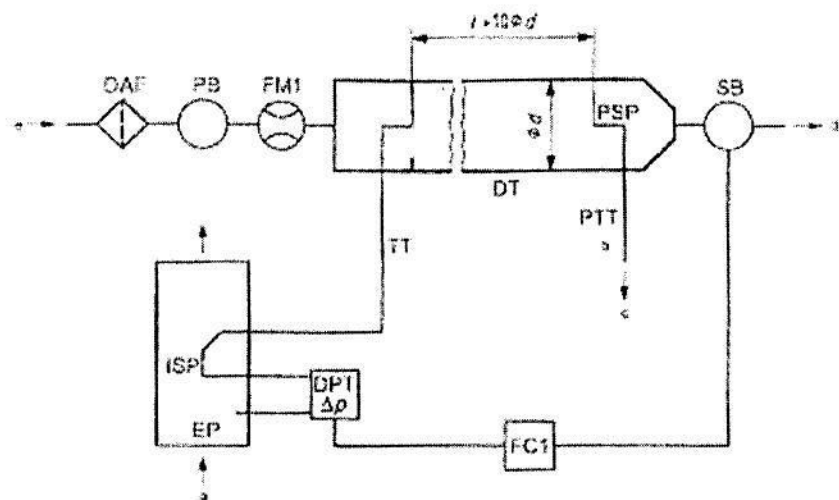 l > 10 Φ d
DAF
PB
FM1
SB
Φ d
PSP
DT
PTT
TT
ISP
DPT
Δp
EP
FC1